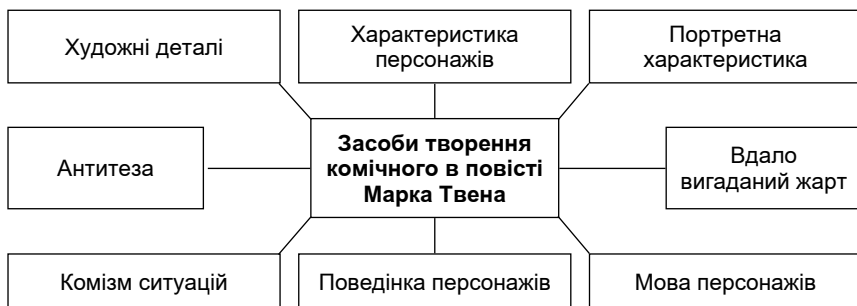 Художні деталі
Характеристика
персонажів
Портретна
характеристика
Антитеза
Засоби творення
комічного в повісті
Марка Твена
Вдало
вигаданий жарт
Комізм ситуацій
Поведінка персонажів
Мова персонажів